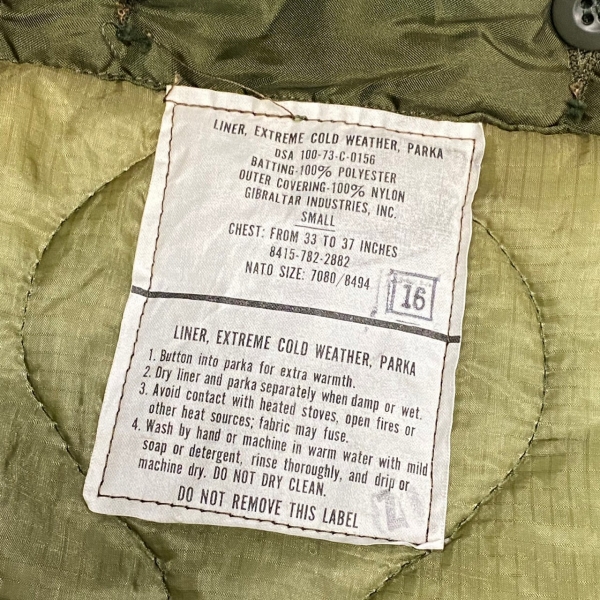 LINER, EXTREME COLD WEATHER, PARKA
DSA 100-73-C-0156
BATTING-100% POLYESTER
OUTER COVERING-100% NYLON
GIBRALTAR INDUSTRIES, INC.
SMALL
CHEST: FROM 33 TO 37 INCHES
8415-782-2882
NATO SIZE: 7080/8494
16
LINER, EXTREME COLD WEATHER, PARKA
1. Button into parka for extra warmth.
2. Dry liner and parka separately when damp or wet.
3. Avoid contact with heated stoves, open fires or
other heat sources; fabric may fuse.
4. Wash by hand or machine in warm water with mild
soap or detergent, rinse thoroughly, and drip or
machine dry. DO NOT DRY CLEAN.
DO NOT REMOVE THIS LABEL